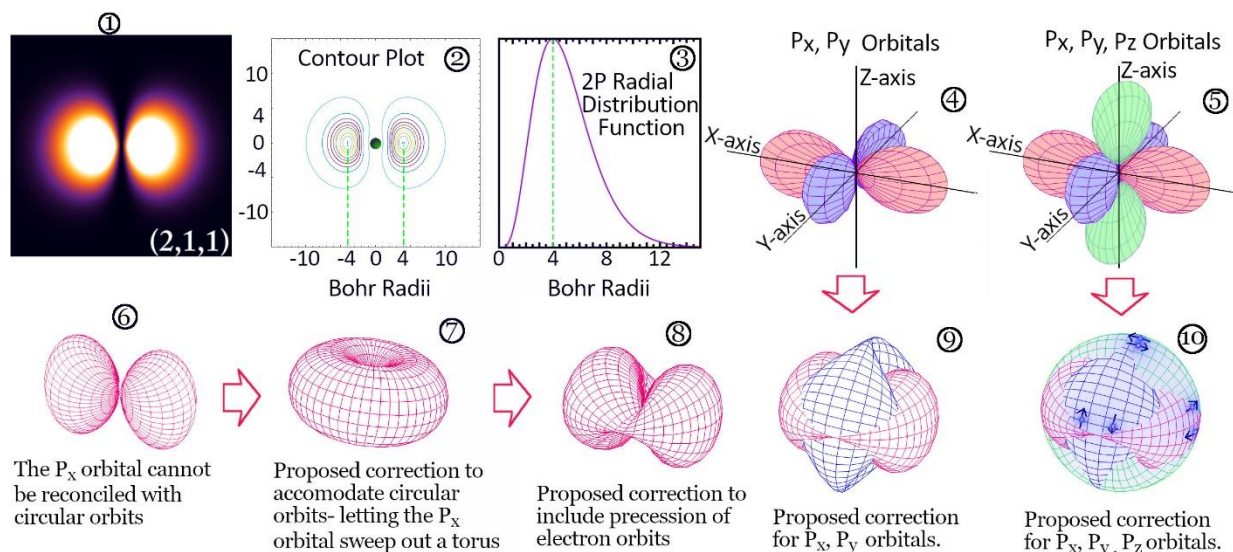 ①
(2,1,1)
Contour Plot ②
10
0
-4
-10
-10 -4 0 4 10
Bohr Radii
③
2P Radial
Distribution
Function
0 4 8 12
Bohr Radii
Px, Py Orbitals
Z-axis
④
X-axis
Y-axis
Px, Py, Pz Orbitals
Z-axis
⑤
X-axis
Y-axis
⑥
The PX orbital cannot
be reconciled with
circular orbits
⑦
Proposed correction to
accomodate circular
orbits- letting the PX
orbital sweep out a torus
⑧
Proposed correction to
include precession of
electron orbits
⑨
Proposed correction
for PX, Py orbitals.
⑩
Proposed correction
for PX, Py, Pz orbitals.